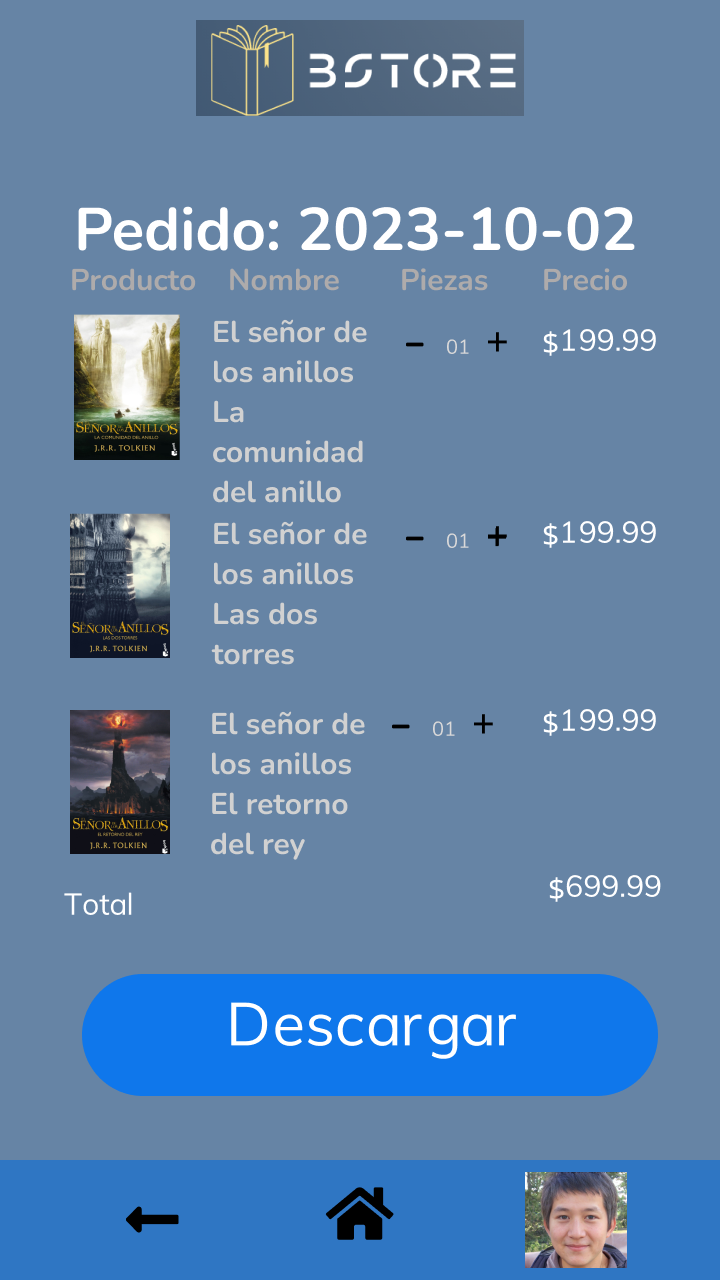 BSTORE
Pedido: 2023-10-02
Producto Nombre Piezas Precio
SEÑOR DE LOS ANILLOS
LA COMUNIDAD DEL ANILLO
J.R.R. TOLKIEN
El señor de
los anillos
La
comunidad
del anillo
- 01 + $199.99
SEÑOR DE LOS ANILLOS
LAS DOS TORRES
J.R.R. TOLKIEN
El señor de
los anillos
Las dos
torres
- 01 + $199.99
SEÑOR DE LOS ANILLOS
EL RETORNO DEL REY
J.R.R. TOLKIEN
El señor de
los anillos
El retorno
del rey
- 01 + $199.99
Total $699.99
Descargar